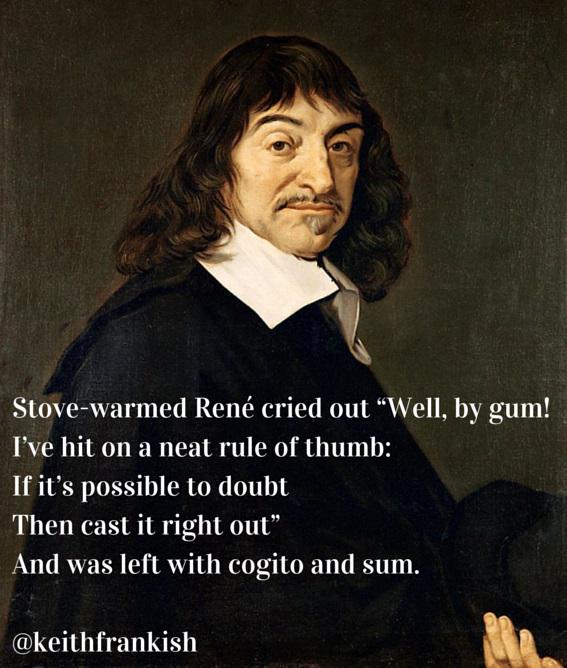 Stove-warmed René cried out “Well, by gum!
I’ve hit on a neat rule of thumb:
If it’s possible to doubt
Then cast it right out”
And was left with cogito and sum.
@keithfrankish